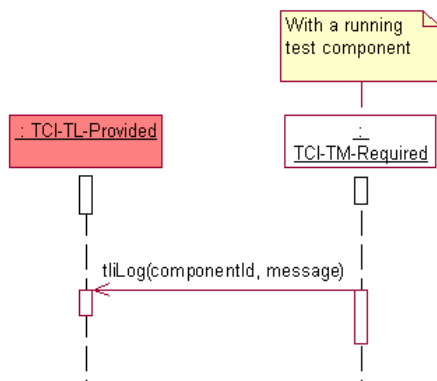 With a running
test component
: TCI-TL-Provided
:
TCI-TM-Required
tliLog(componentId, message)